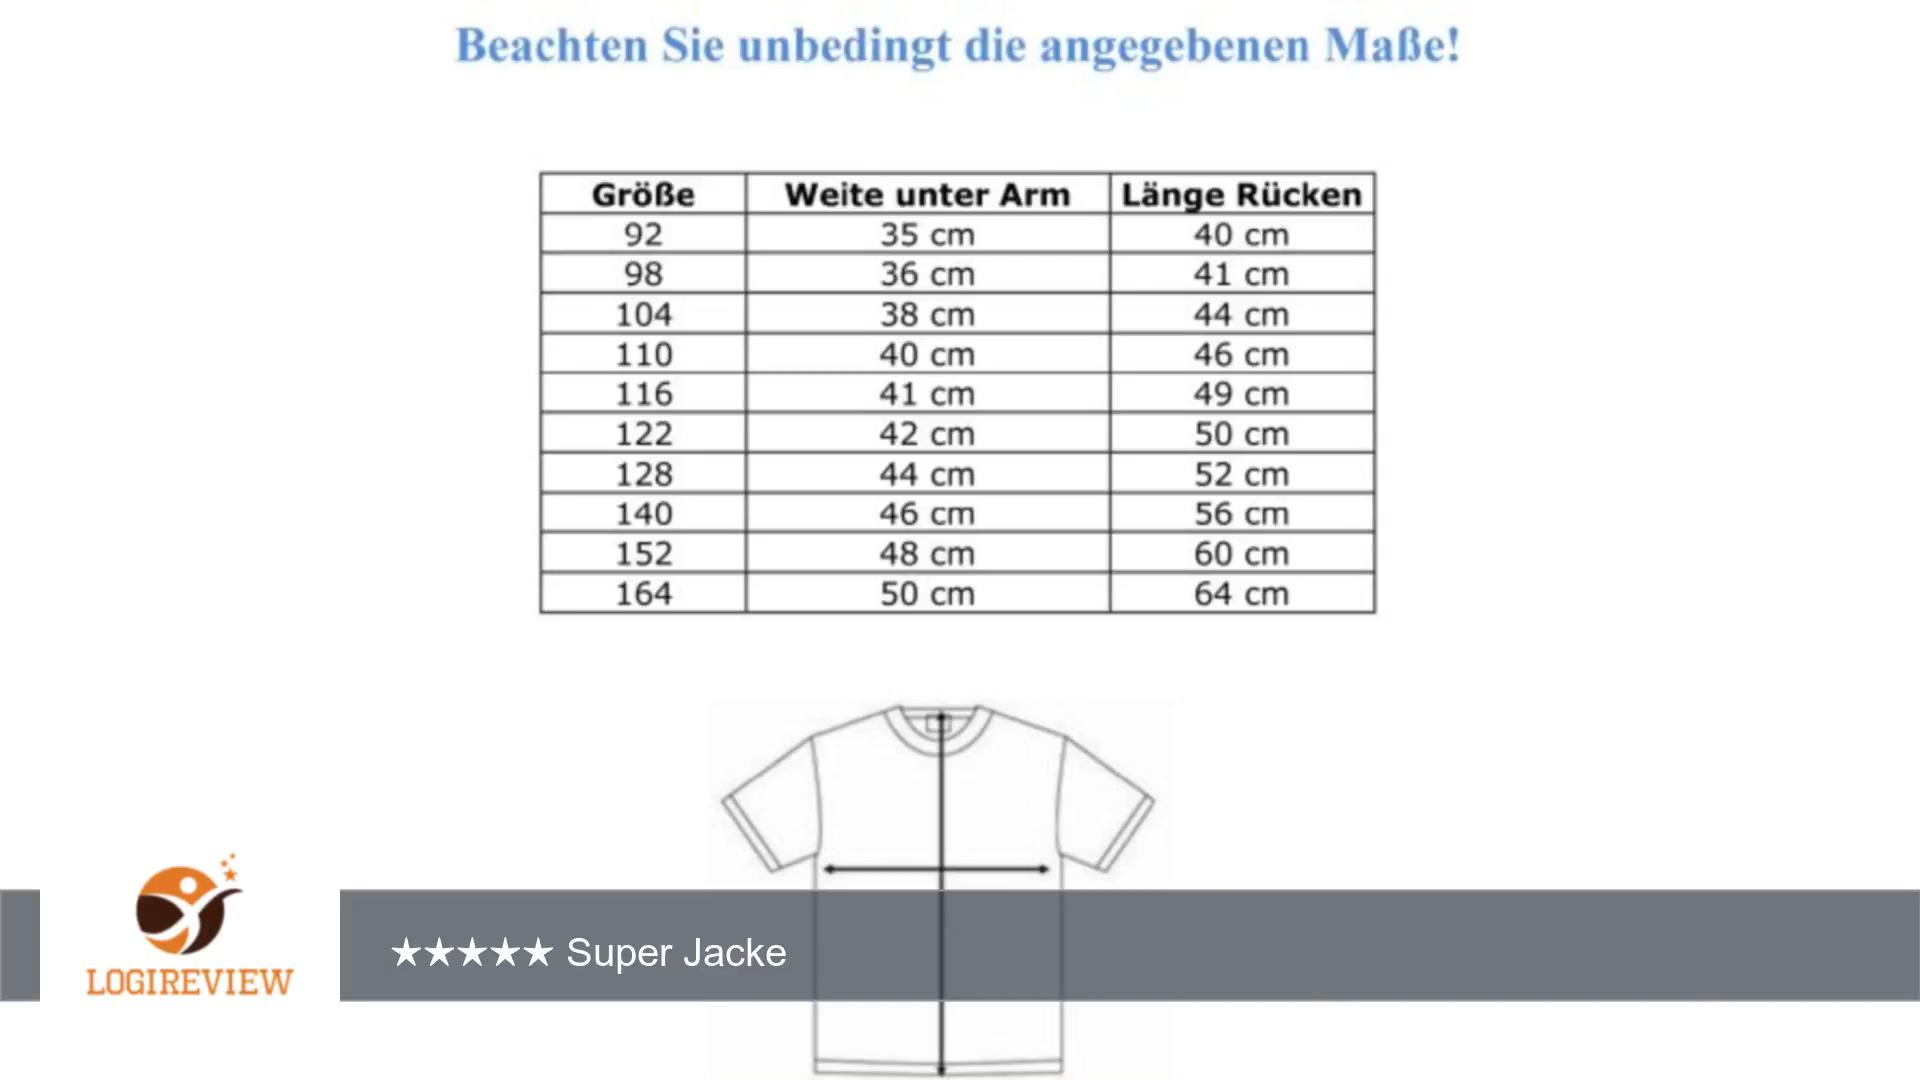 Beachten Sie unbedingt die angegebenen Maße!
Größe Weite unter Arm Länge Rücken
92 35 cm 40 cm
98 36 cm 41 cm
104 38 cm 44 cm
110 40 cm 46 cm
116 41 cm 49 cm
122 42 cm 50 cm
128 44 cm 52 cm
140 46 cm 56 cm
152 48 cm 60 cm
164 50 cm 64 cm
★★★★★ Super Jacke
LOGIREVIEW